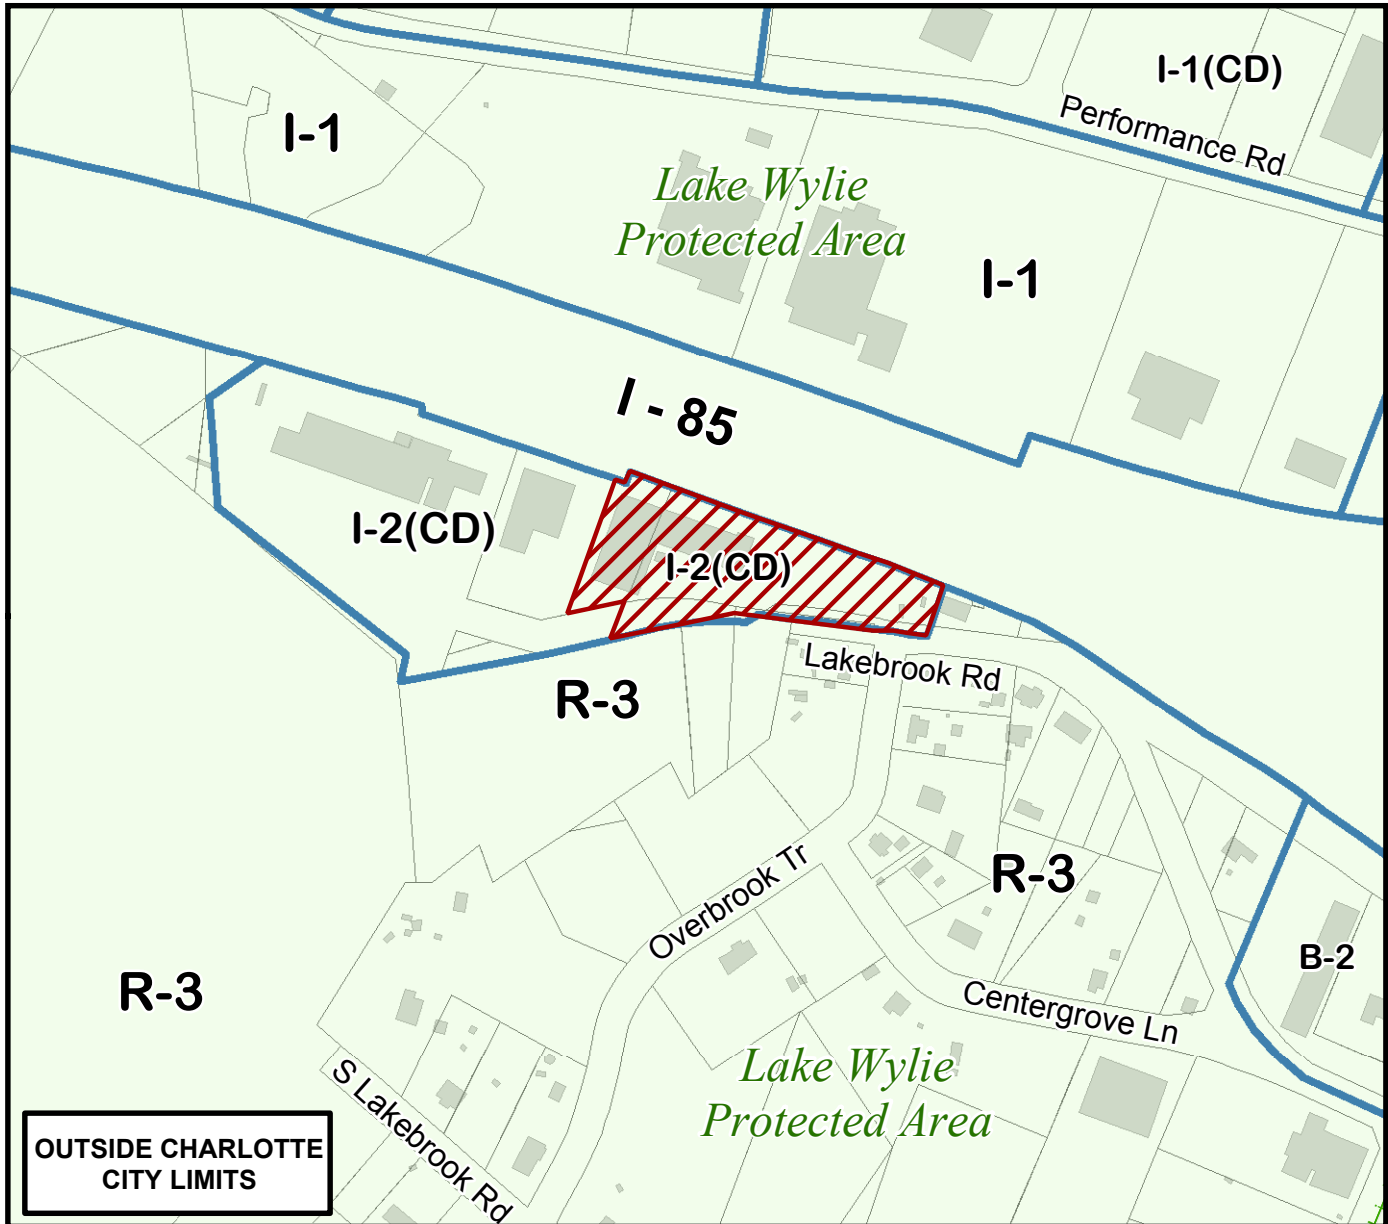 I-1(CD)
Performance Rd
I-1
Lake Wylie
Protected Area
I-1
I - 85
I-2(CD)
I-2(CD)
Lakebrook Rd
R-3
Overbrook Tr
R-3
B-2
R-3
Centergrove Ln
Lake Wylie
Protected Area
S Lakebrook Rd
OUTSIDE CHARLOTTE
CITY LIMITS